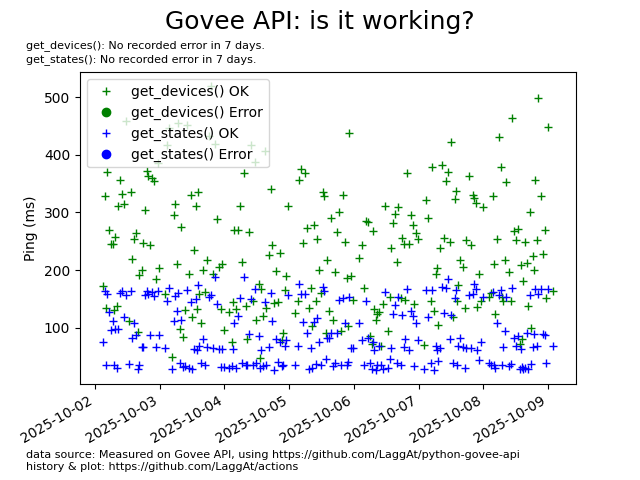 Govee API: is it working?
get_devices(): No recorded error in 7 days.
get_states(): No recorded error in 7 days.
get_devices() OK
get_devices() Error
get_states() OK
get_states() Error
500
400
300
200
100
Ping (ms)
2025-10-02
2025-10-03
2025-10-04
2025-10-05
2025-10-06
2025-10-07
2025-10-08
2025-10-09
data source: Measured on Govee API, using https://github.com/LaggAt/python-govee-api
history & plot: https://github.com/LaggAt/actions